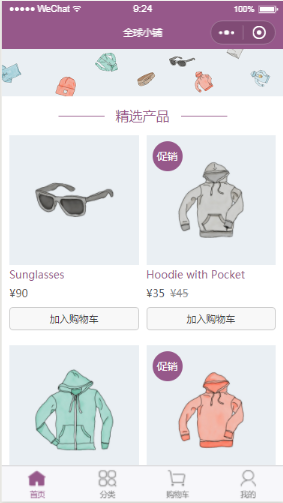 WeChat
9:24
100%
全球小铺
精选产品
促销
Sunglasses
Hoodie with Pocket
¥90
¥35 ¥45
加入购物车
加入购物车
促销
首页
分类
购物车
我的